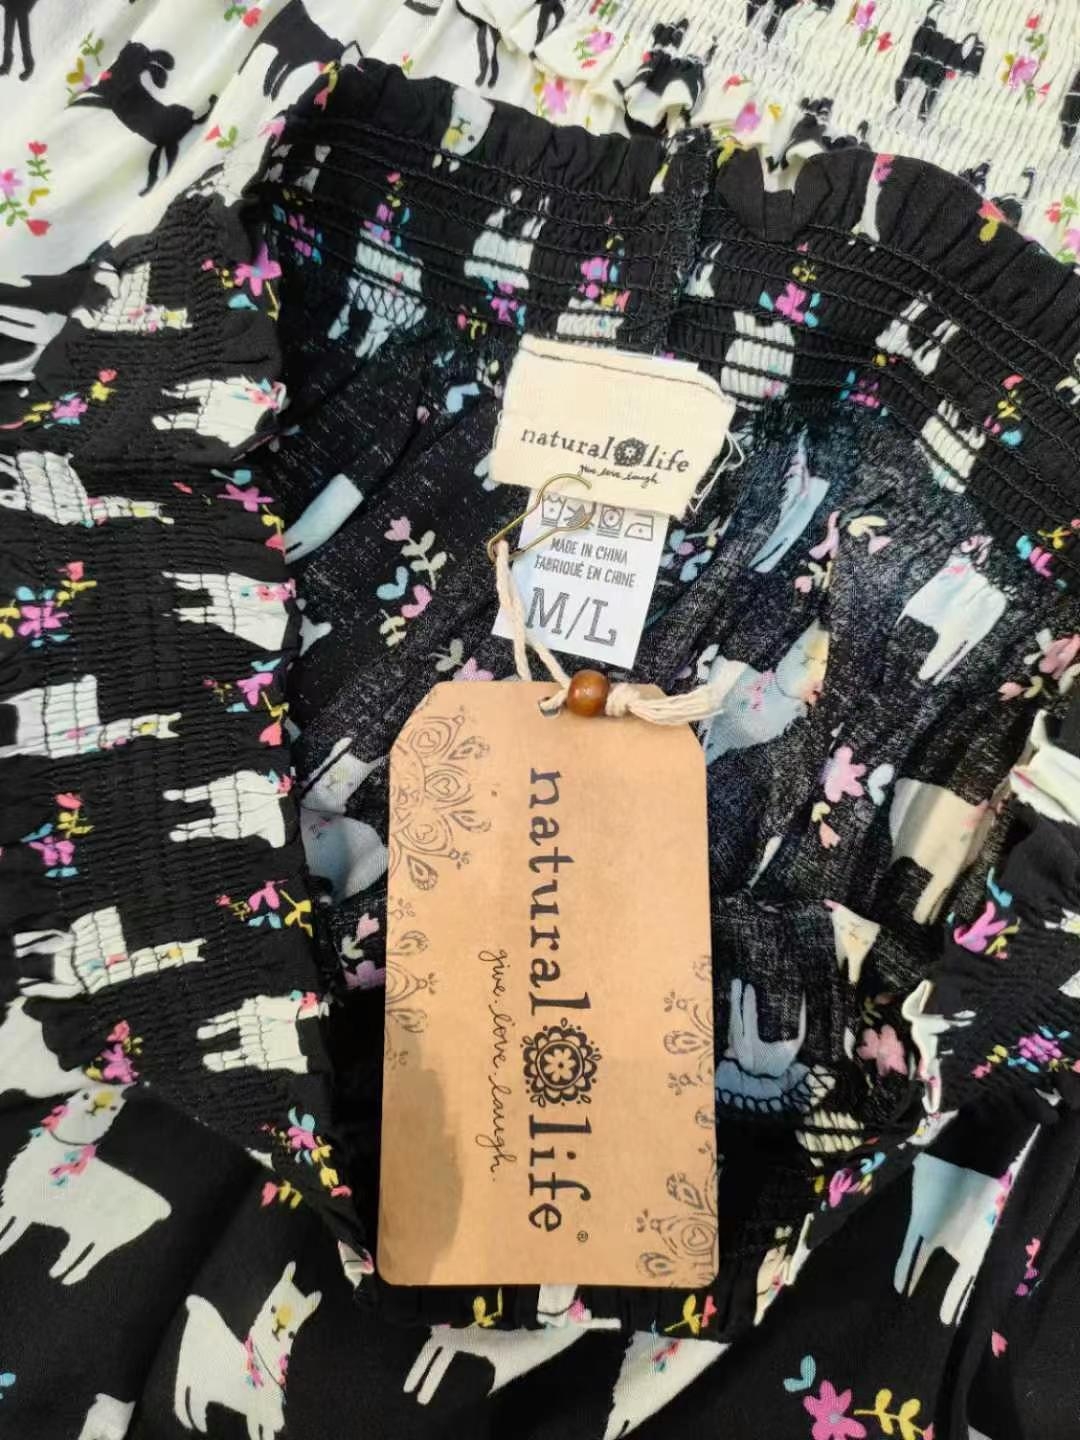 natural life
give love laugh
MADE IN CHINA
FABRIQUÉ EN CHINE
M/L
natural life®
give. love. laugh.